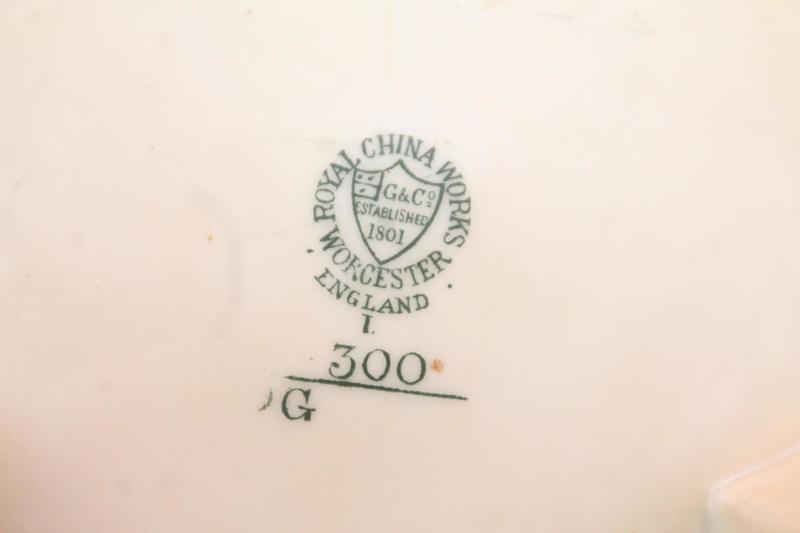 ROYAL CHINA WORKS
G&Co
ESTABLISHED
1801
WORCESTER
ENGLAND
I.
300
G